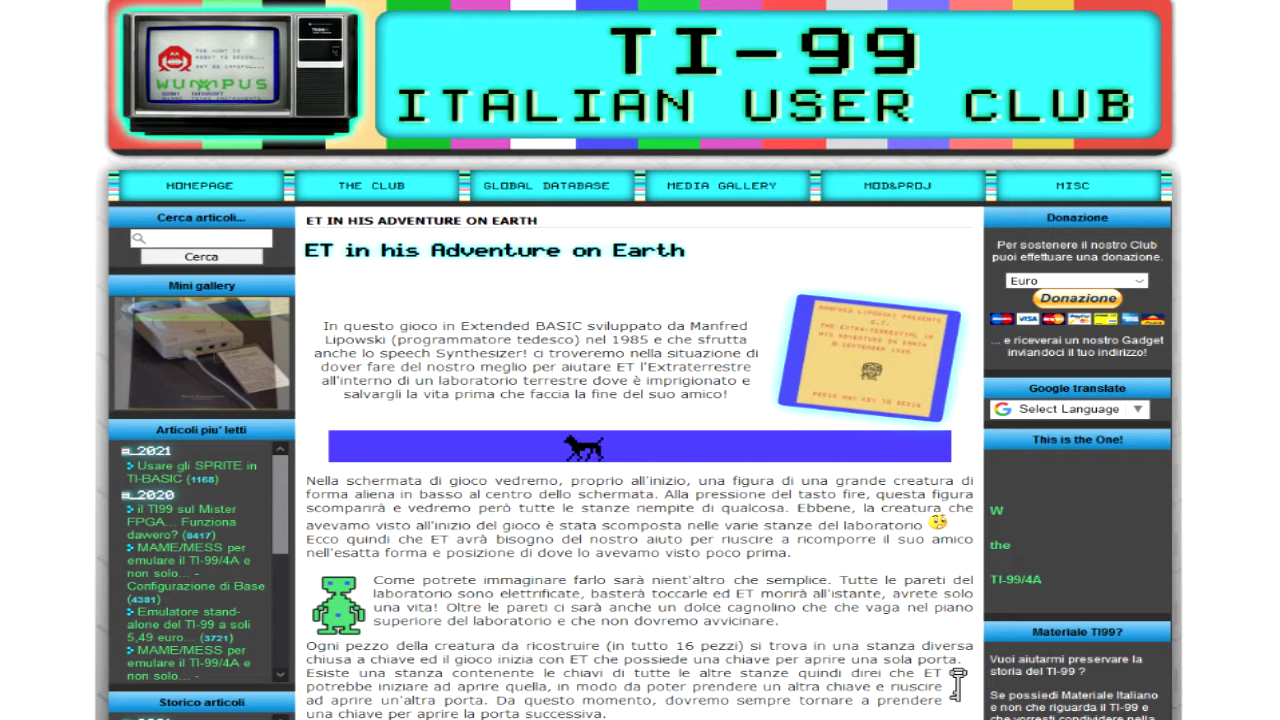 THE HUNT IS
WUMPUS
TI-99
ITALIAN USER CLUB
HOMEPAGE
THE CLUB
GLOBAL DATABASE
MEDIA GALLERY
MOD&PROJ
MISC
Cerca articoli...
Cerca
Mini gallery
Articoli piu' letti
2021
Usare gli SPRITE in
TI-BASIC (1168)
2020
il TI99 sul Mister
FPGA... Funziona
davvero? (8417)
MAME/MESS per
emulare il TI-99/4A e
non solo... -
Configurazione di Base
(4381)
Emulatore stand-
alone del TI-99 a soli
5,49 euro... (3721)
MAME/MESS per
emulare il TI-99/4A e
non solo... -
Storico articoli
ET IN HIS ADVENTURE ON EARTH
ET in his Adventure on Earth
In questo gioco in Extended BASIC sviluppato da Manfred
Lipowski (programmatore tedesco) nel 1985 e che sfrutta
anche lo speech Synthesizer! ci troveremo nella situazione di
dover fare del nostro meglio per aiutare ET l'Extraterrestre
all'interno di un laboratorio terrestre dove è imprigionato e
salvargli la vita prima che faccia la fine del suo amico!
MANFRED LIPOWSKI PRESENTS
E.T.
THE EXTRA-TERRESTIAL IN
HIS ADVENTURE ON EARTH
© SEPTEMBER 1985
PRESS ANY KEY TO BEGIN
Nella schermata di gioco vedremo, proprio all'inizio, una figura di una grande creatura di
forma aliena in basso al centro dello schermata. Alla pressione del tasto fire, questa figura
scomparirà e vedremo però tutte le stanze riempite di qualcosa. Ebbene, la creatura che
avevamo visto all'inizio del gioco è stata scomposta nelle varie stanze del laboratorio
Ecco quindi che ET avrà bisogno del nostro aiuto per riuscire a ricomporre il suo amico
nell'esatta forma e posizione di dove lo avevamo visto poco prima.
Come potrete immaginare farlo sarà nient'altro che semplice. Tutte le pareti del
laboratorio sono elettrificate, basterà toccarle ed ET morirà all'istante, avrete solo
una vita! Oltre le pareti ci sarà anche un dolce cagnolino che che vaga nel piano
superiore del laboratorio e che non dovremo avvicinare.
Ogni pezzo della creatura da ricostruire (in tutto 16 pezzi) si trova in una stanza diversa
chiusa a chiave ed il gioco inizia con ET che possiede una chiave per aprire una sola porta.
Esiste una stanza contenente le chiavi di tutte le altre stanze quindi direi che ET
potrebbe iniziare ad aprire quella, in modo da poter prendere un altra chiave e riuscire
ad aprire un'altra porta. Da questo momento, dovremo sempre tornare a prendere
una chiave per aprire la porta successiva.
Donazione
Per sostenere il nostro Club
puoi effettuare una donazione.
Euro
Donazione
VISA
PayPal
... e riceverai un nostro Gadget
inviandoci il tuo indirizzo!
Google translate
Select Language
This is the One!
W
the
TI-99/4A
Materiale TI99?
Vuoi aiutarmi preservare la
storia del TI-99 ?
Se possiedi Materiale Italiano
e non che riguarda il TI-99 e
che vorresti condividere nella